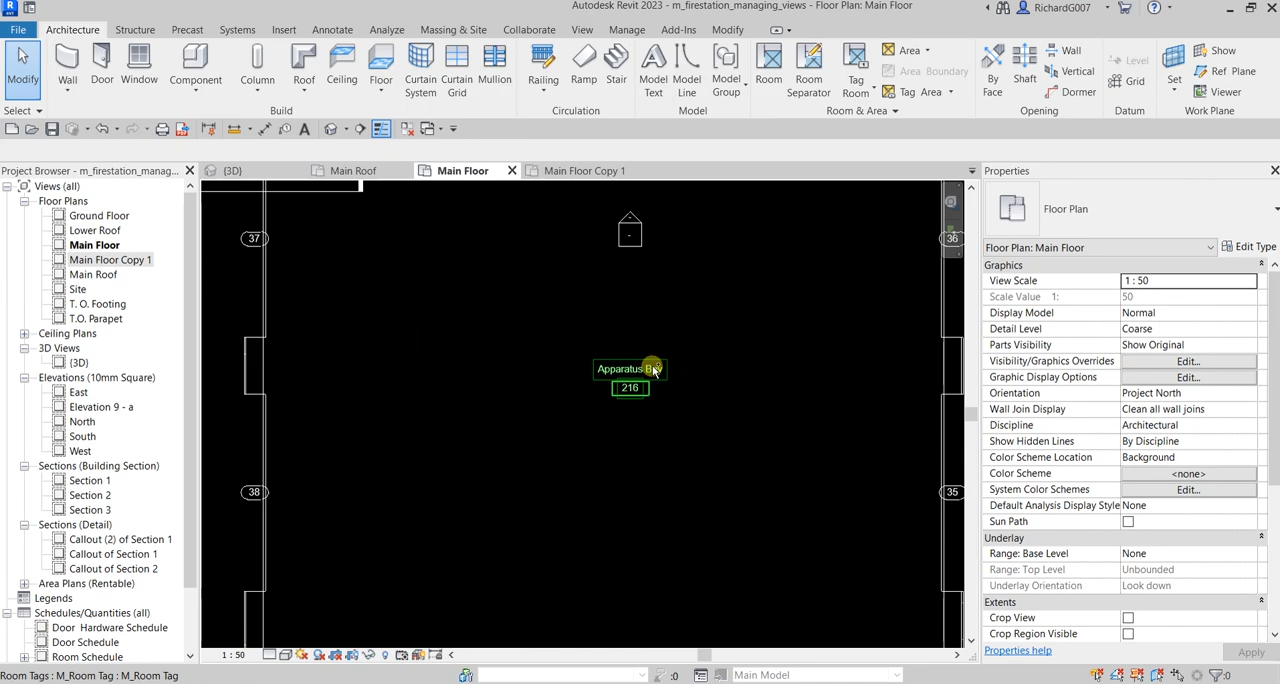 Autodesk Revit 2023 - m_firestation_managing_views - Floor Plan: Main Floor
RichardG007
File Architecture Structure Precast Systems Insert Annotate Analyze Massing & Site Collaborate View Manage Add-Ins Modify
Modify Wall Door Window Component Column Roof Ceiling Floor Curtain System Curtain Grid Mullion Railing Ramp Stair Model Text Model Line Model Group Room Room Separator Tag Room
Area
Area Boundary
Tag Area
By Face Shaft Wall Vertical Dormer
Level
Grid
Set Show
Ref Plane
Viewer
Select Build Circulation Model Room & Area Opening Datum Work Plane
Project Browser - m_firestation_manag...
{3D} Main Roof Main Floor Main Floor Copy 1
Properties
Views (all)
Floor Plans
Ground Floor
Lower Roof
Main Floor
Main Floor Copy 1
Main Roof
Site
T. O. Footing
T.O. Parapet
Ceiling Plans
3D Views
{3D}
Elevations (10mm Square)
East
Elevation 9 - a
North
South
West
Sections (Building Section)
Section 1
Section 2
Section 3
Sections (Detail)
Callout (2) of Section 1
Callout of Section 1
Callout of Section 2
Area Plans (Rentable)
Legends
Schedules/Quantities (all)
Door Hardware Schedule
Door Schedule
Room Schedule
37
36
Apparatus Bay
216
38
35
Floor Plan
Floor Plan: Main Floor Edit Type
Graphics
View Scale 1 : 50
Scale Value 1: 50
Display Model Normal
Detail Level Coarse
Parts Visibility Show Original
Visibility/Graphics Overrides Edit...
Graphic Display Options Edit...
Orientation Project North
Wall Join Display Clean all wall joins
Discipline Architectural
Show Hidden Lines By Discipline
Color Scheme Location Background
Color Scheme <none>
System Color Schemes Edit...
Default Analysis Display Style None
Sun Path
Underlay
Range: Base Level None
Range: Top Level Unbounded
Underlay Orientation Look down
Extents
Crop View
Crop Region Visible
Properties help Apply
1 : 50
Room Tags : M_Room Tag : M_Room Tag
:0
Main Model
:0